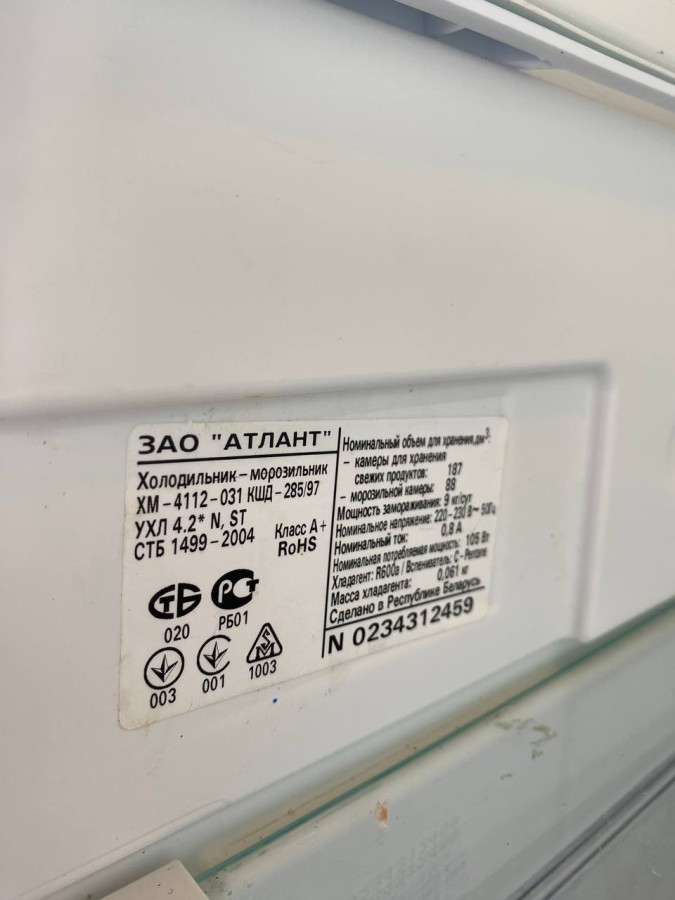 ЗАО "АТЛАНТ"
Холодильник-морозильник
ХМ-4112-031 КШД-285/97
УХЛ 4.2* N, ST
СТБ 1499-2004
Класс А+
RoHS
СТБ
020
РСТ
РБ01
003
001
1003
Номинальный объем для хранения,дм³:
- камеры для хранения
свежих продуктов: 187
- морозильной камеры: 88
Мощность замораживания: 9 кг/сут
Номинальное напряжение: 220-230 В~ 50Гц
Номинальный ток: 0,8 А
Номинальная потребляемая мощность: 105 Вт
Хладагент: R600a / Вспениватель: C-Pentane
Масса хладагента: 0,061 кг
Сделано в Республике Беларусь
N 0234312459